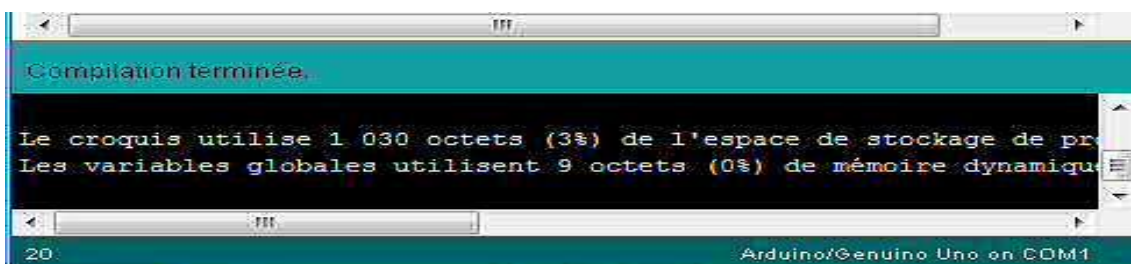 Compilation terminée.
Le croquis utilise 1 030 octets (3%) de l'espace de stockage de pr
Les variables globales utilisent 9 octets (0%) de mémoire dynamiqu
20
Arduino/Genuino Uno on COM1